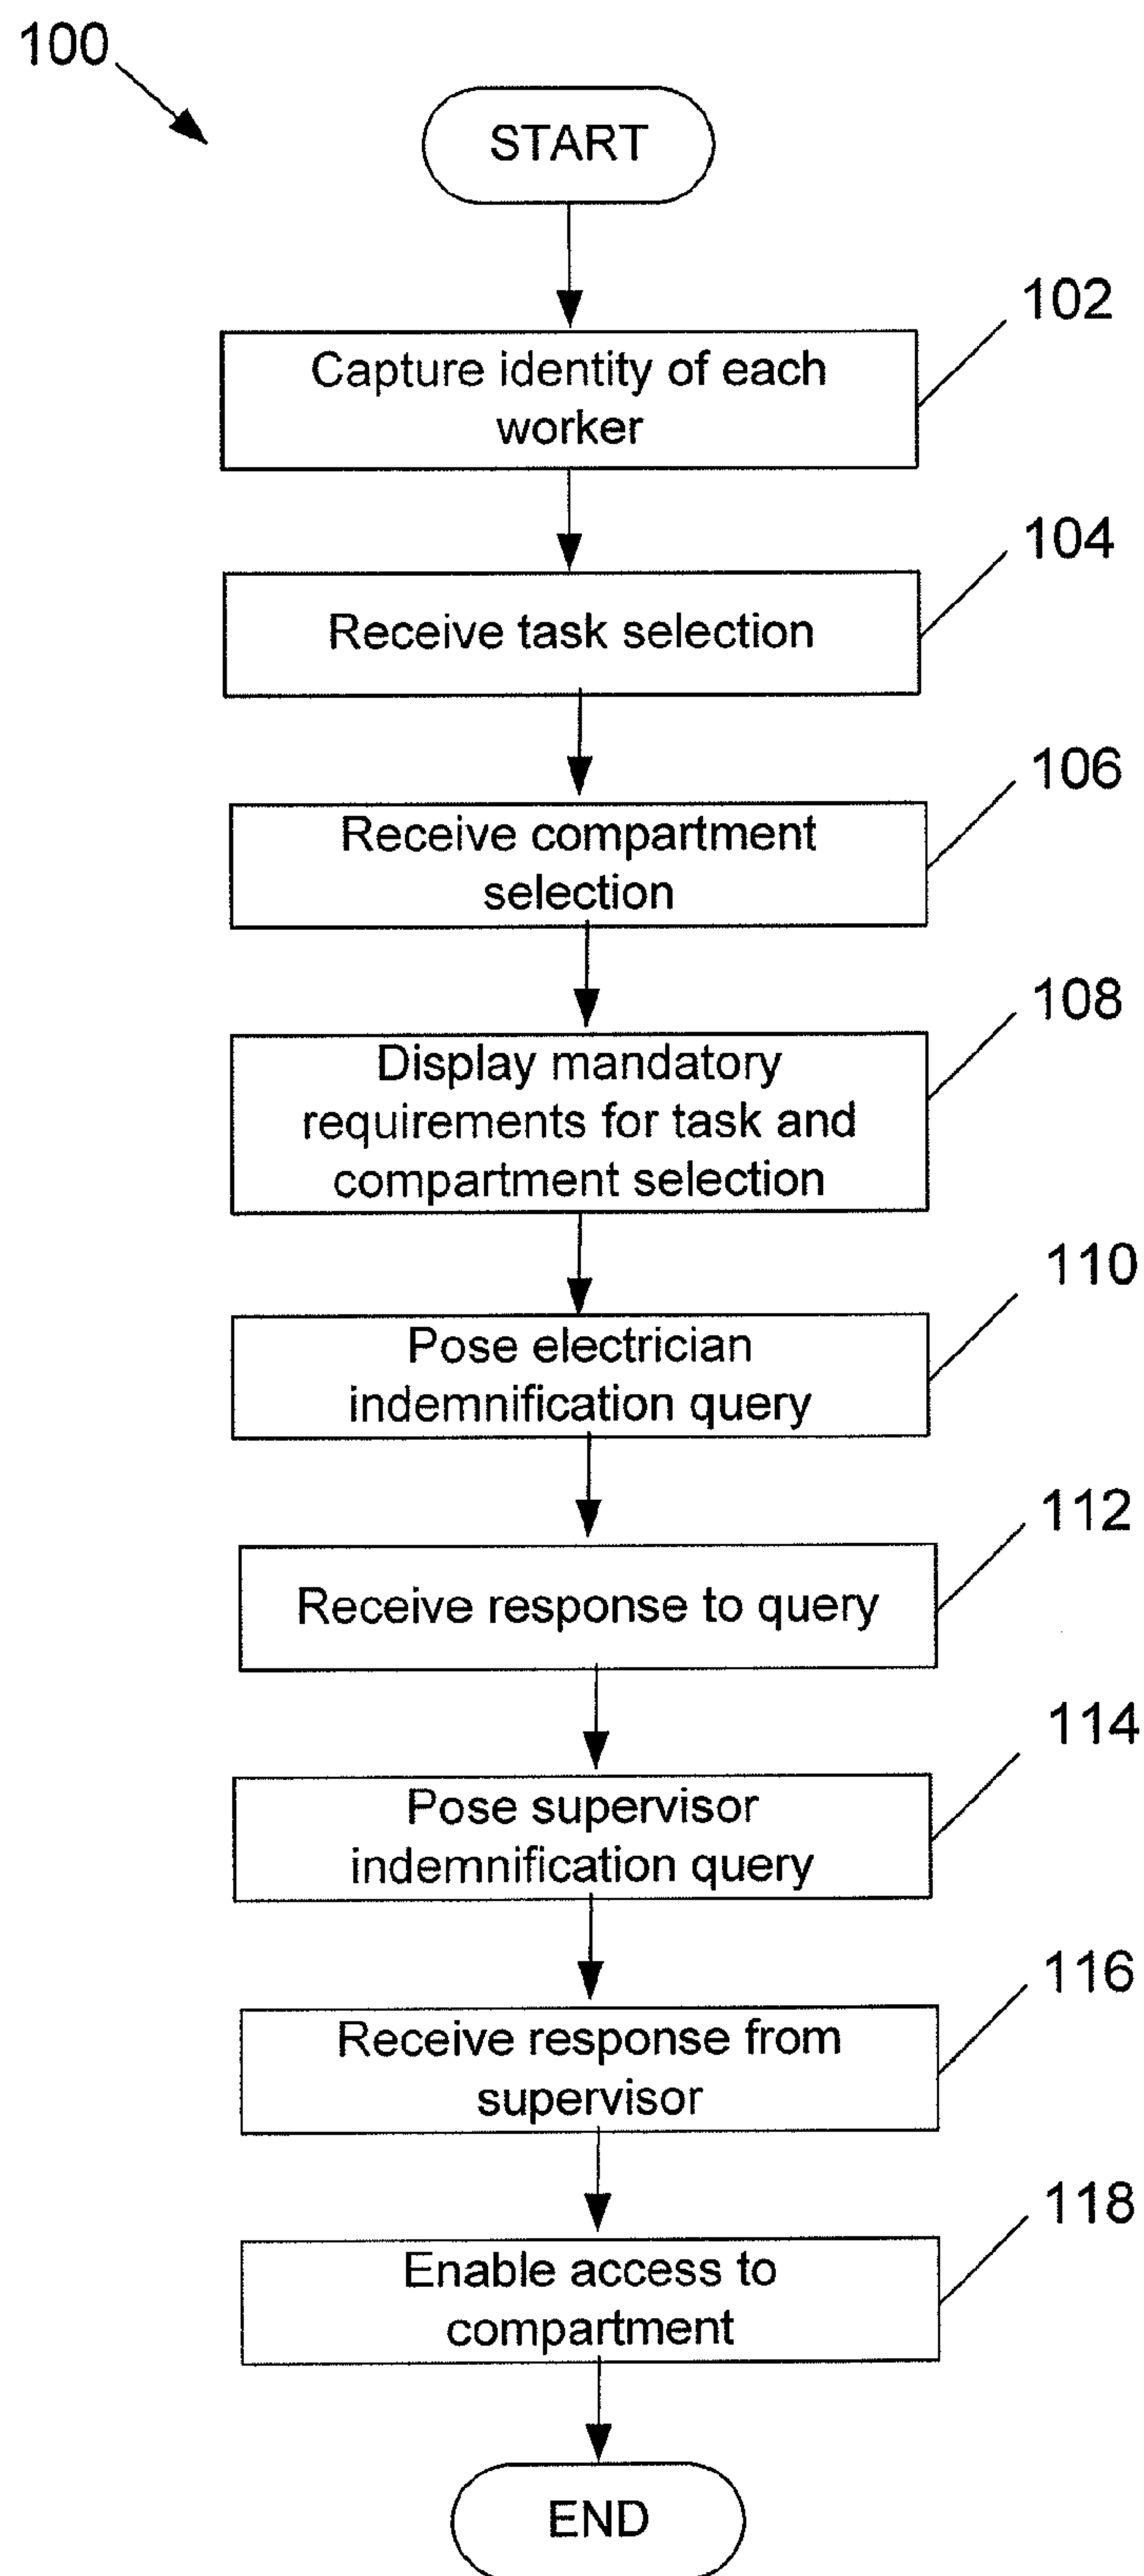 100
START
102
Capture identity of each
worker
104
Receive task selection
106
Receive compartment
selection
108
Display mandatory
requirements for task and
compartment selection
110
Pose electrician
indemnification query
112
Receive response to query
114
Pose supervisor
indemnification query
116
Receive response from
supervisor
118
Enable access to
compartment
END